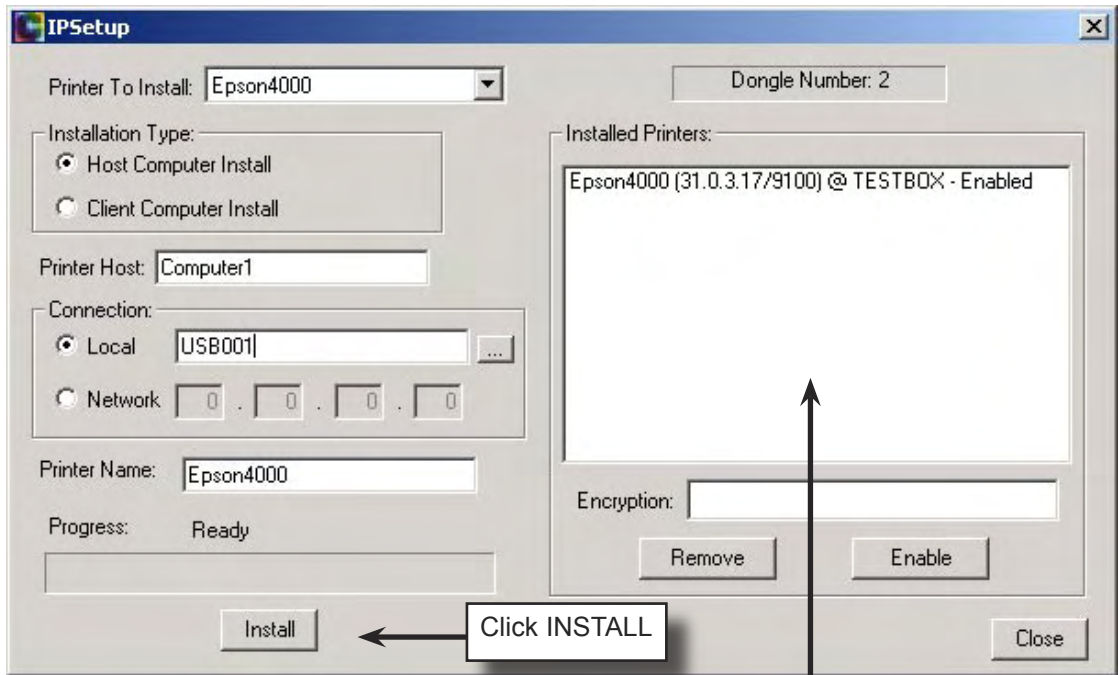 IPSetup
Printer To Install: Epson4000
Dongle Number: 2
Installation Type:
Host Computer Install
Client Computer Install
Printer Host: Computer1
Connection:
Local USB001 ...
Network 0 . 0 . 0 . 0
Printer Name: Epson4000
Progress: Ready
Install
Click INSTALL
Installed Printers:
Epson4000 (31.0.3.17/9100) @ TESTBOX - Enabled
Encryption:
Remove Enable
Close